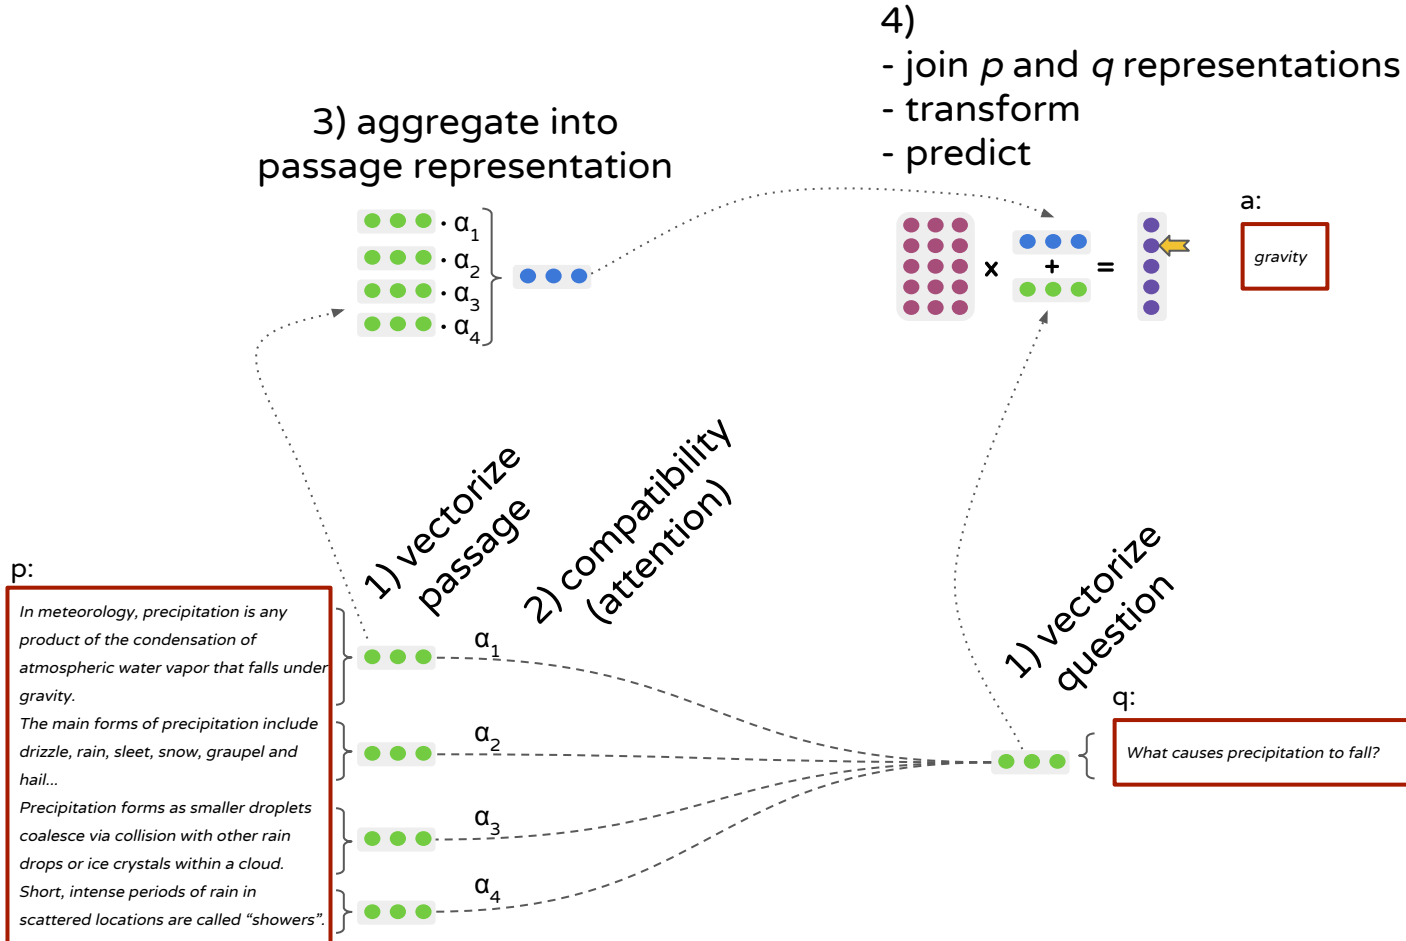 4)
- join p and q representations
- transform
- predict
3) aggregate into
passage representation
· α1
· α2
· α3
· α4
x
+
=
a:
gravity
1) vectorize
passage
2) compatibility
(attention)
1) vectorize
question
p:
In meteorology, precipitation is any
product of the condensation of
atmospheric water vapor that falls under
gravity.
The main forms of precipitation include
drizzle, rain, sleet, snow, graupel and
hail...
Precipitation forms as smaller droplets
coalesce via collision with other rain
drops or ice crystals within a cloud.
Short, intense periods of rain in
scattered locations are called “showers”.
α1
α2
α3
α4
q:
What causes precipitation to fall?